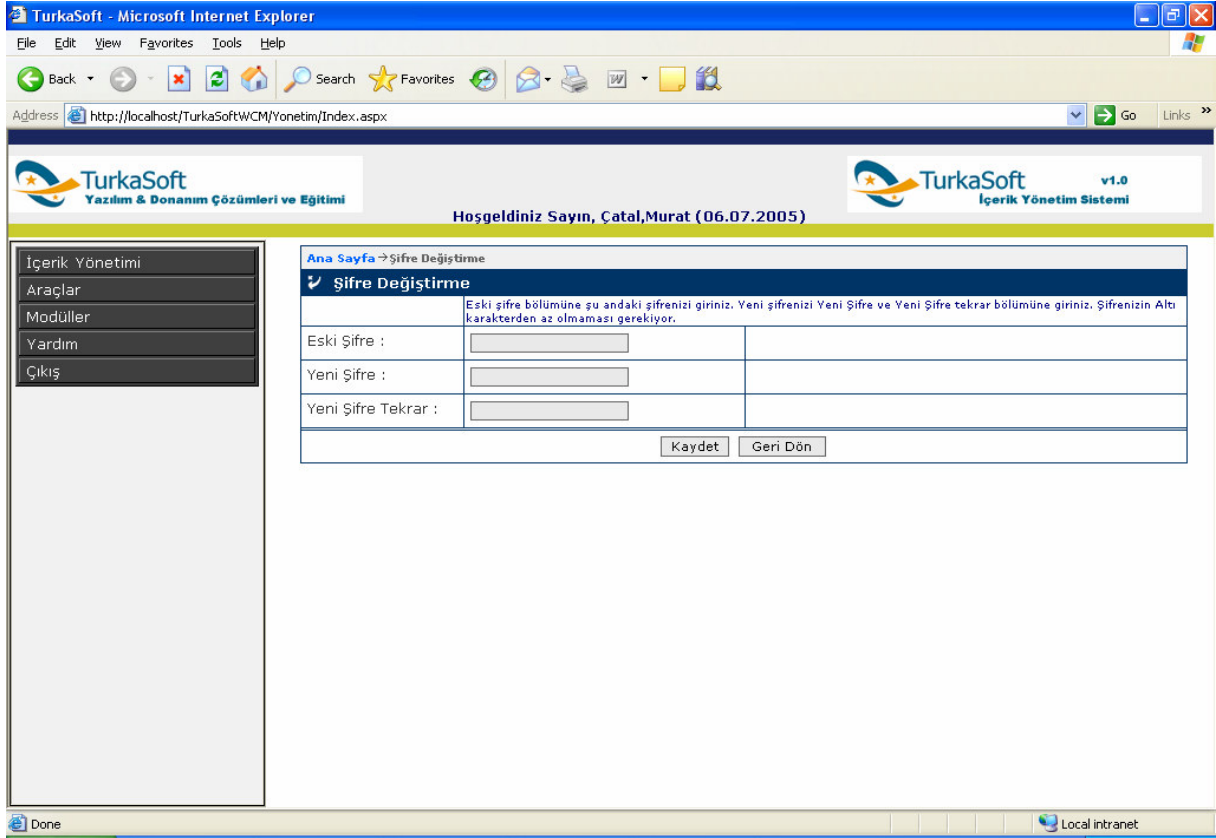 TurkaSoft - Microsoft Internet Explorer
File Edit View Favorites Tools Help
Back Search Favorites
Address http://localhost/TurkaSoftWCM/Yonetim/Index.aspx Go Links »
TurkaSoft
Yazılım & Donanım Çözümleri ve Eğitimi
TurkaSoft v1.0
İçerik Yönetim Sistemi
Hoşgeldiniz Sayın, Çatal,Murat (06.07.2005)
İçerik Yönetimi
Araçlar
Modüller
Yardım
Çıkış
Ana Sayfa→Şifre Değiştirme
Şifre Değiştirme
Eski şifre bölümüne şu andaki şifrenizi giriniz. Yeni şifrenizi Yeni Şifre ve Yeni Şifre tekrar bölümüne giriniz. Şifrenizin Altı
karakterden az olmaması gerekiyor.
Eski Şifre :
Yeni Şifre :
Yeni Şifre Tekrar :
Kaydet Geri Dön
Done Local intranet